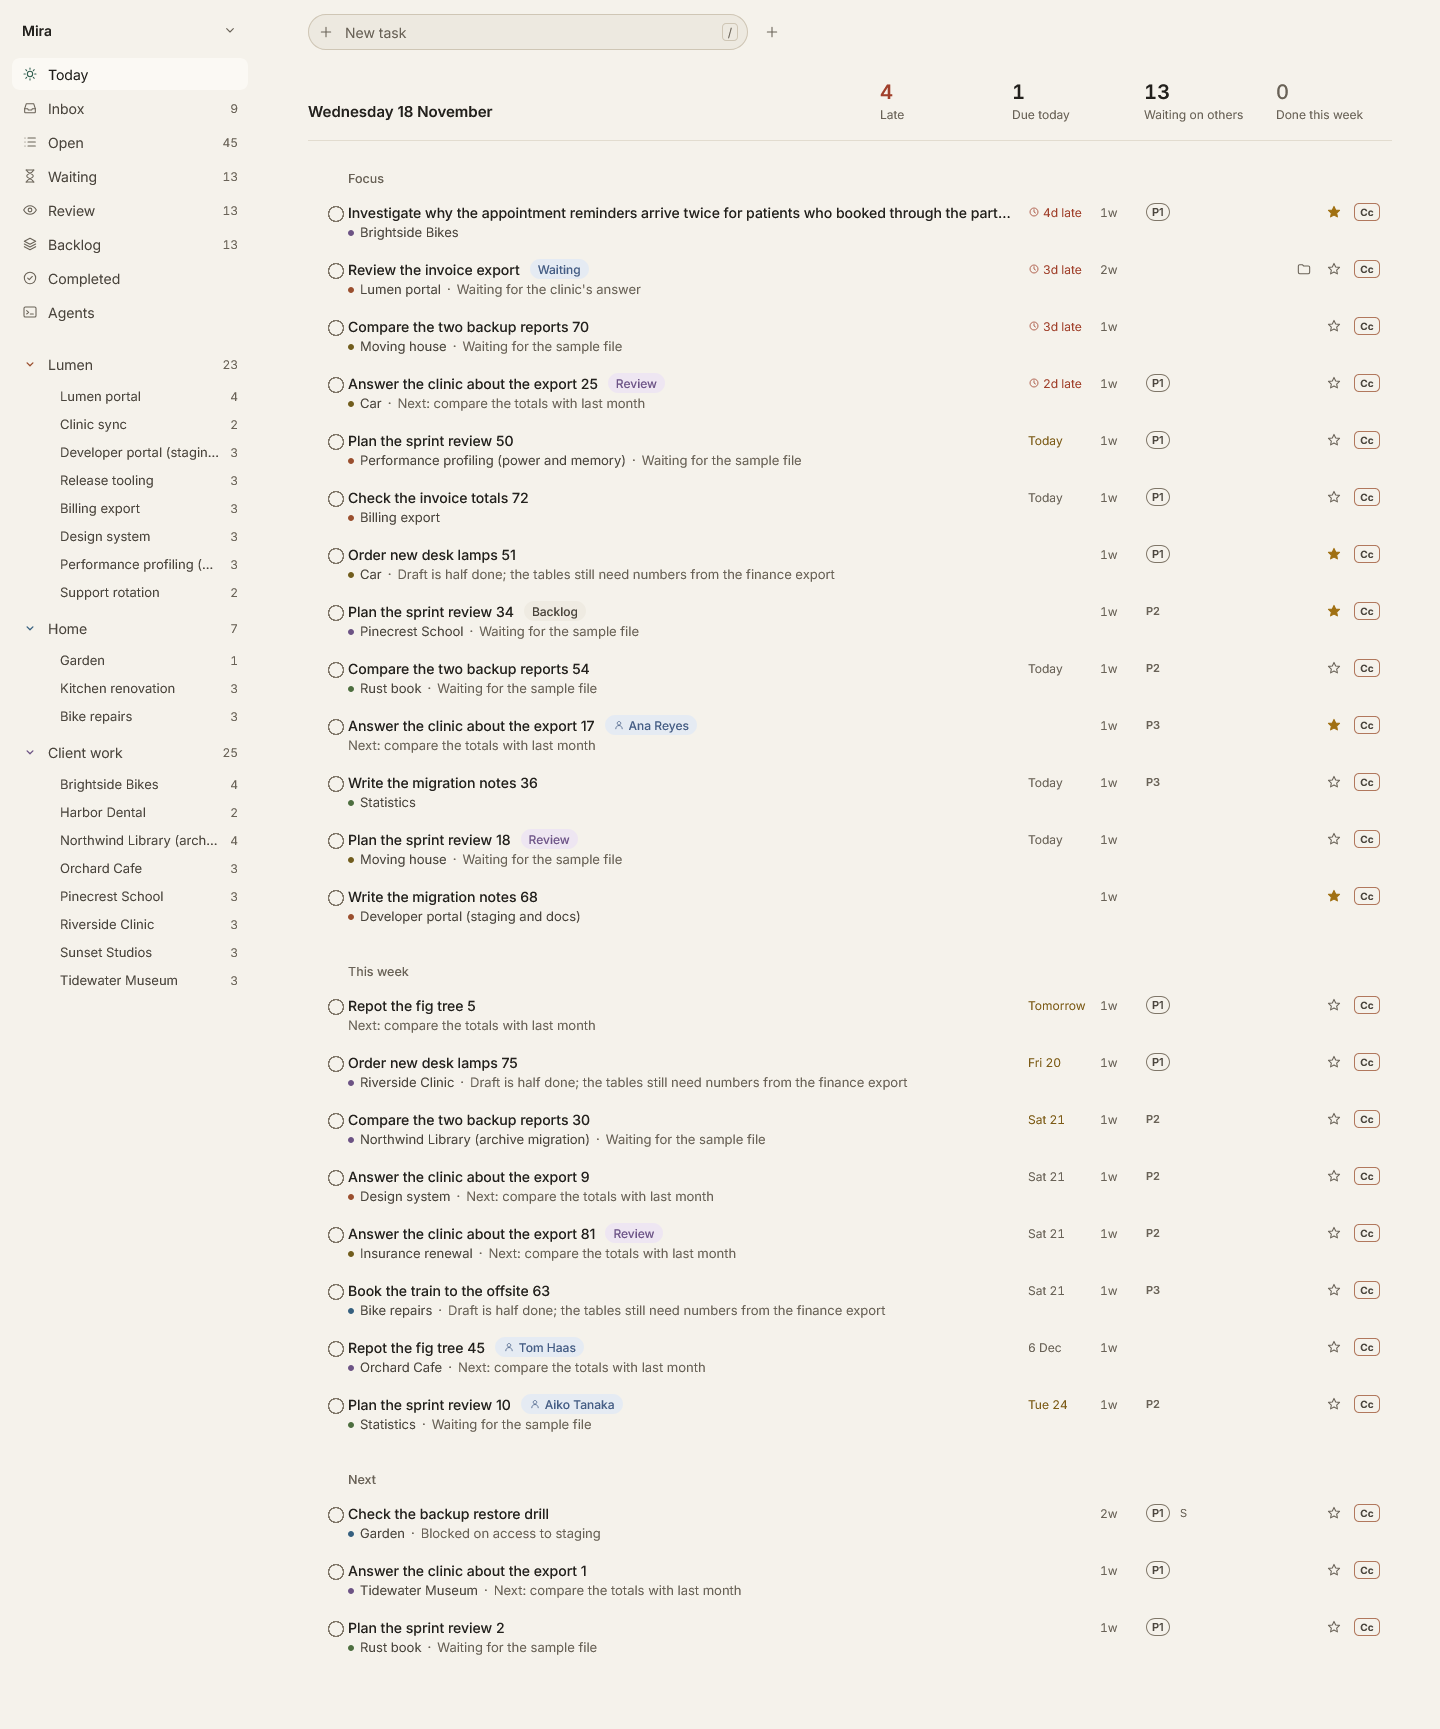 Mira
Today
Inbox 9
Open 45
Waiting 13
Review 13
Backlog 13
Completed
Agents
Lumen 23
Lumen portal 4
Clinic sync 2
Developer portal (stagin... 3
Release tooling 3
Billing export 3
Design system 3
Performance profiling (... 3
Support rotation 2
Home 7
Garden 1
Kitchen renovation 3
Bike repairs 3
Client work 25
Brightside Bikes 4
Harbor Dental 2
Northwind Library (arch... 4
Orchard Cafe 3
Pinecrest School 3
Riverside Clinic 3
Sunset Studios 3
Tidewater Museum 3
New task /
Wednesday 18 November
4 Late
1 Due today
13 Waiting on others
0 Done this week
Focus
Investigate why the appointment reminders arrive twice for patients who booked through the part... 4d late 1w P1 Cc
Brightside Bikes
Review the invoice export Waiting 3d late 2w Cc
Lumen portal · Waiting for the clinic's answer
Compare the two backup reports 70 3d late 1w Cc
Moving house · Waiting for the sample file
Answer the clinic about the export 25 Review 2d late 1w P1 Cc
Car · Next: compare the totals with last month
Plan the sprint review 50 Today 1w P1 Cc
Performance profiling (power and memory) · Waiting for the sample file
Check the invoice totals 72 Today 1w P1 Cc
Billing export
Order new desk lamps 51 1w P1 Cc
Car · Draft is half done; the tables still need numbers from the finance export
Plan the sprint review 34 Backlog 1w P2 Cc
Pinecrest School · Waiting for the sample file
Compare the two backup reports 54 Today 1w P2 Cc
Rust book · Waiting for the sample file
Answer the clinic about the export 17 Ana Reyes 1w P3 Cc
Next: compare the totals with last month
Write the migration notes 36 Today 1w P3 Cc
Statistics
Plan the sprint review 18 Review Today 1w Cc
Moving house · Waiting for the sample file
Write the migration notes 68 1w Cc
Developer portal (staging and docs)
This week
Repot the fig tree 5 Tomorrow 1w P1 Cc
Next: compare the totals with last month
Order new desk lamps 75 Fri 20 1w P1 Cc
Riverside Clinic · Draft is half done; the tables still need numbers from the finance export
Compare the two backup reports 30 Sat 21 1w P2 Cc
Northwind Library (archive migration) · Waiting for the sample file
Answer the clinic about the export 9 Sat 21 1w P2 Cc
Design system · Next: compare the totals with last month
Answer the clinic about the export 81 Review Sat 21 1w P2 Cc
Insurance renewal · Next: compare the totals with last month
Book the train to the offsite 63 Sat 21 1w P3 Cc
Bike repairs · Draft is half done; the tables still need numbers from the finance export
Repot the fig tree 45 Tom Haas 6 Dec 1w Cc
Orchard Cafe · Next: compare the totals with last month
Plan the sprint review 10 Aiko Tanaka Tue 24 1w P2 Cc
Statistics · Waiting for the sample file
Next
Check the backup restore drill 2w P1 S Cc
Garden · Blocked on access to staging
Answer the clinic about the export 1 1w P1 Cc
Tidewater Museum · Next: compare the totals with last month
Plan the sprint review 2 1w P1 Cc
Rust book · Waiting for the sample file